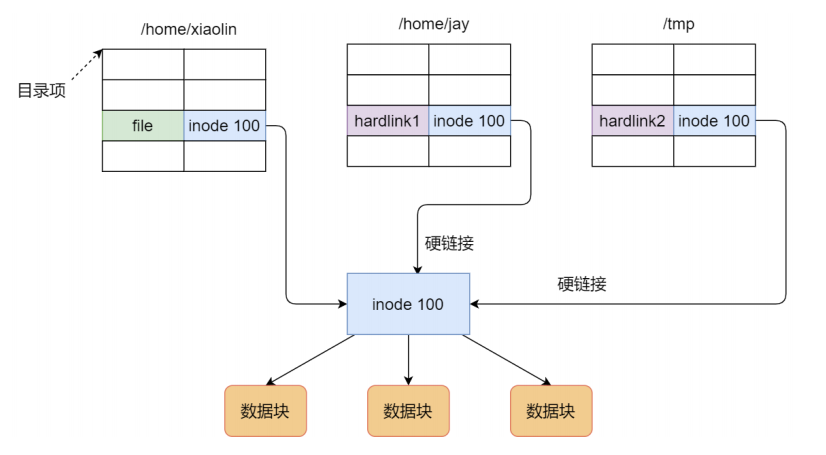 /home/xiaolin
/home/jay
/tmp
目录项
file
inode 100
hardlink1
inode 100
hardlink2
inode 100
硬链接
硬链接
inode 100
数据块
数据块
数据块